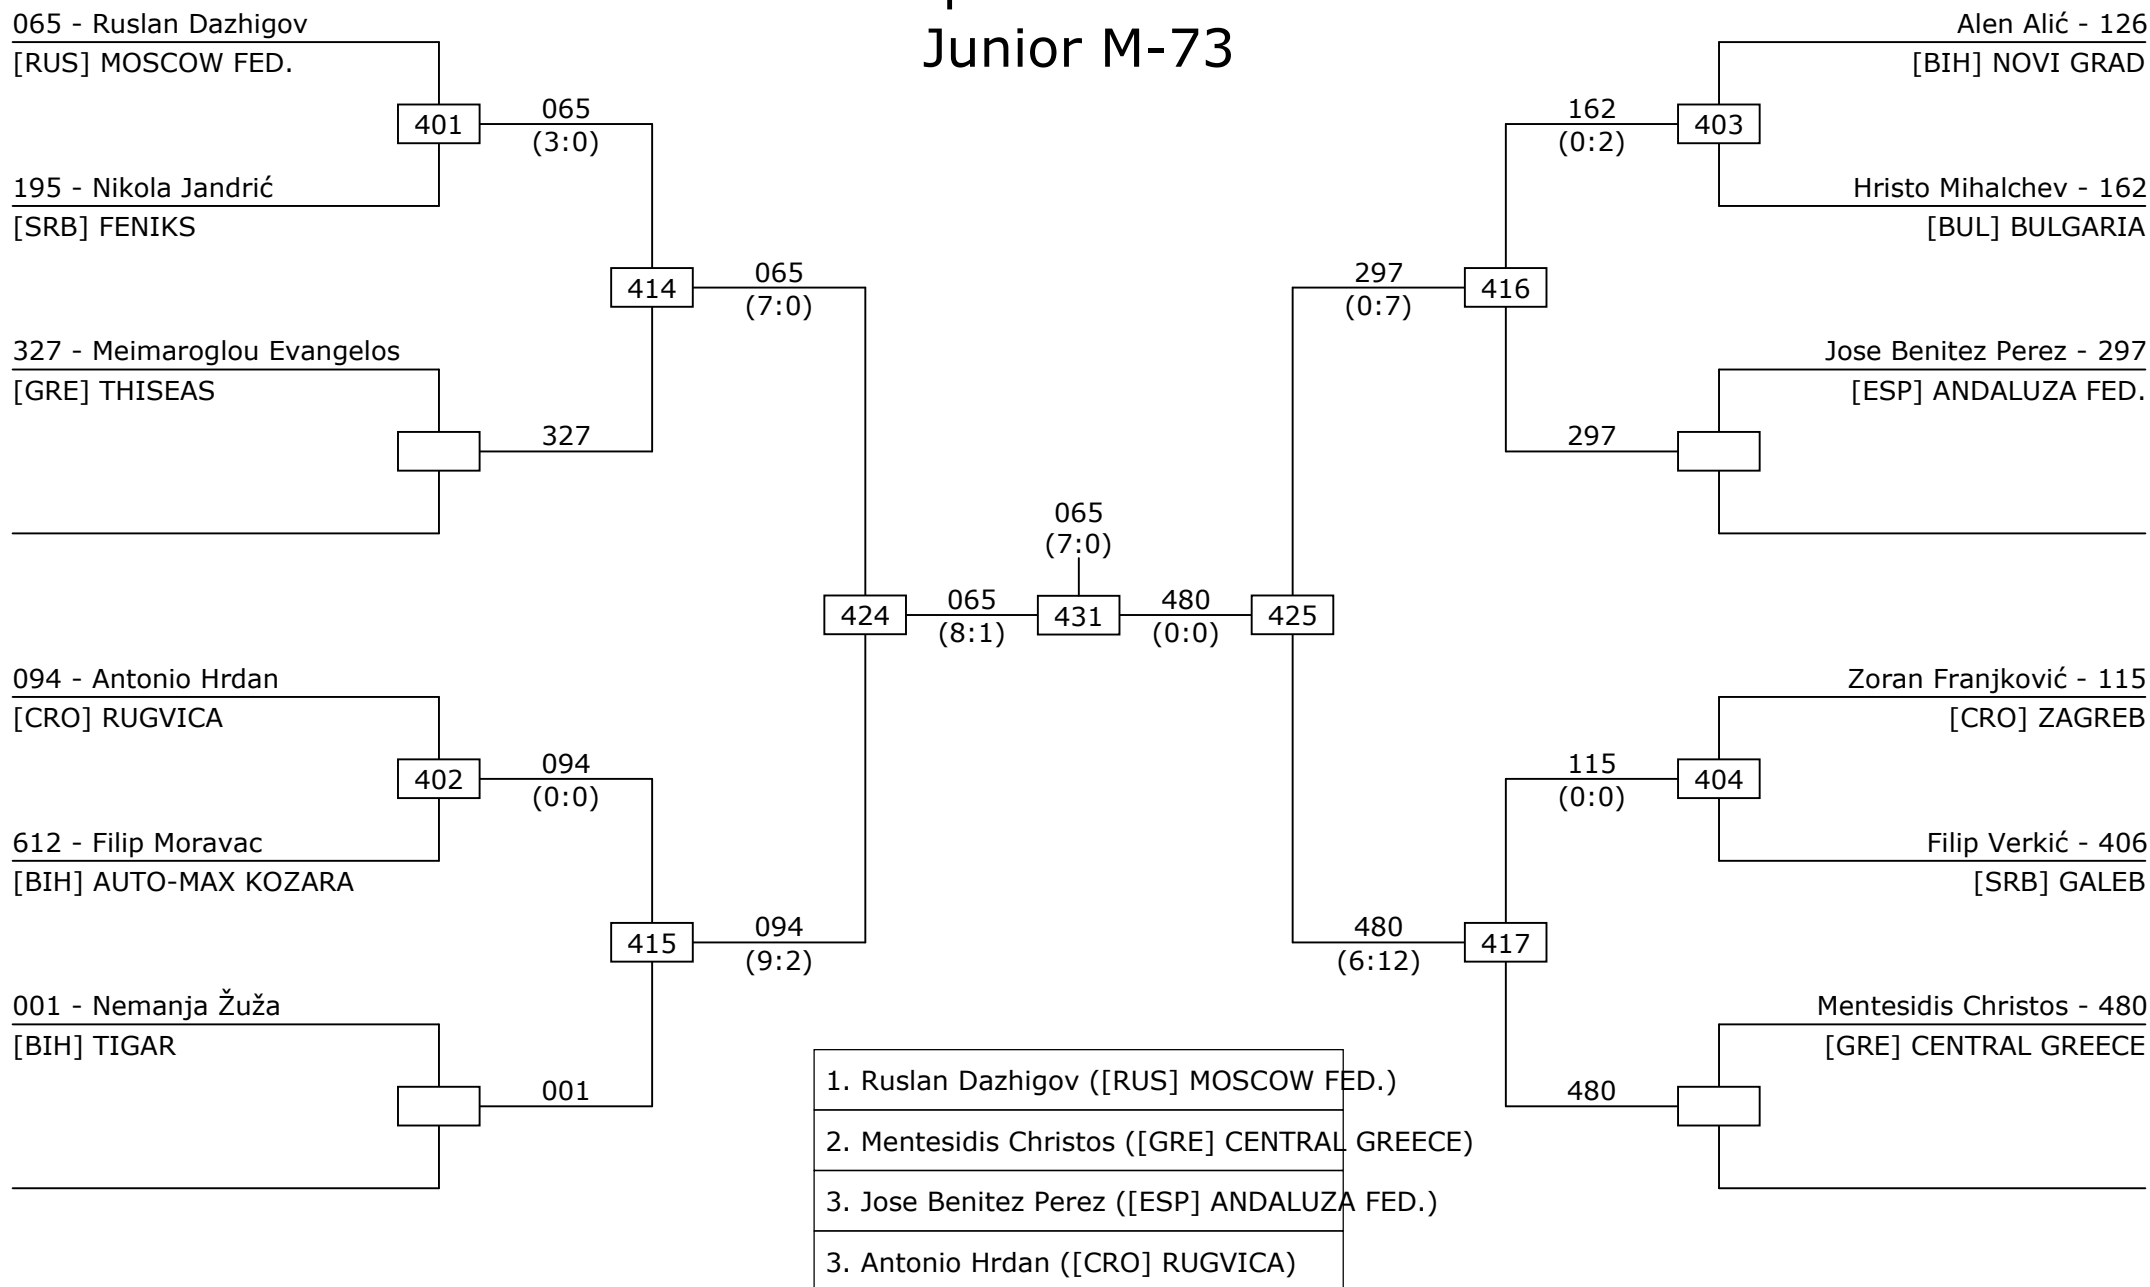 Junior M-73
065 - Ruslan Dazhigov
[RUS] MOSCOW FED.
401
065
(3:0)
195 - Nikola Jandrić
[SRB] FENIKS
414
065
(7:0)
327 - Meimaroglou Evangelos
[GRE] THISEAS
327
424
065
(8:1)
094 - Antonio Hrdan
[CRO] RUGVICA
402
094
(0:0)
612 - Filip Moravac
[BIH] AUTO-MAX KOZARA
415
094
(9:2)
001 - Nemanja Žuža
[BIH] TIGAR
001
065
(7:0)
431
Alen Alić - 126
[BIH] NOVI GRAD
162
(0:2)
403
Hristo Mihalchev - 162
[BUL] BULGARIA
297
(0:7)
416
Jose Benitez Perez - 297
[ESP] ANDALUZA FED.
297
480
(0:0)
425
Zoran Franjković - 115
[CRO] ZAGREB
115
(0:0)
404
Filip Verkić - 406
[SRB] GALEB
480
(6:12)
417
Mentesidis Christos - 480
[GRE] CENTRAL GREECE
480
1. Ruslan Dazhigov ([RUS] MOSCOW FED.)
2. Mentesidis Christos ([GRE] CENTRAL GREECE)
3. Jose Benitez Perez ([ESP] ANDALUZA FED.)
3. Antonio Hrdan ([CRO] RUGVICA)